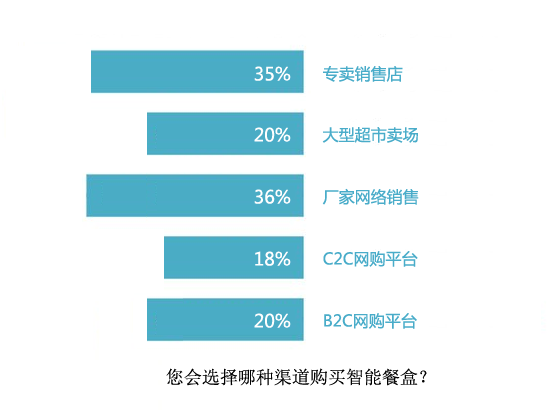 35% 专卖销售店
20% 大型超市卖场
36% 厂家网络销售
18% C2C网购平台
20% B2C网购平台
您会选择哪种渠道购买智能餐盒？